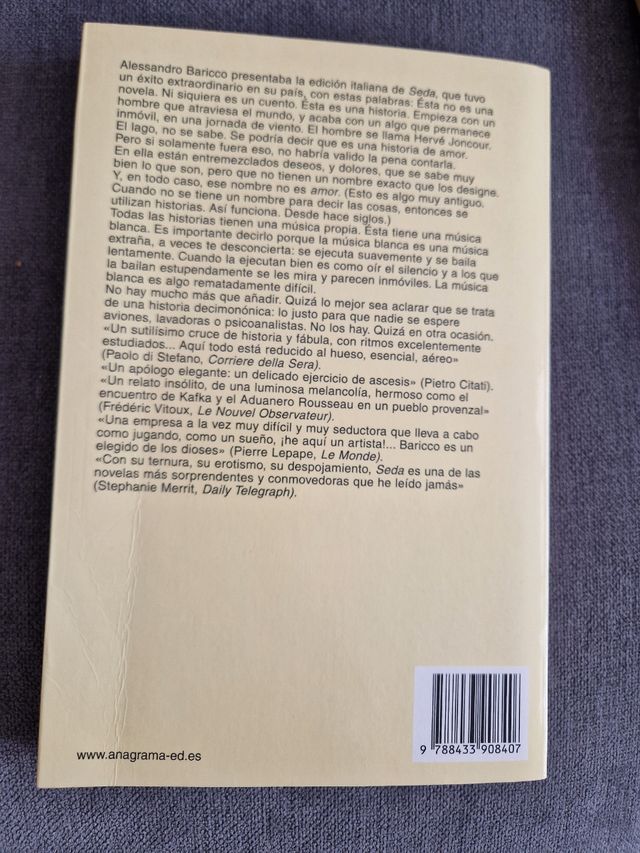 Alessandro Baricco presentaba la edición italiana de Seda, que tuvo
un éxito extraordinario en su país, con estas palabras: Ésta no es una
novela. Ni siquiera es un cuento. Ésta es una historia. Empieza con un
hombre que atraviesa el mundo, y acaba con un algo que permanece
inmóvil, en una jornada de viento. El hombre se llama Hervé Joncour.
El lago, no se sabe. Se podría decir que es una historia de amor.
Pero si solamente fuera eso, no habría valido la pena contarla.
En ella están entremezclados deseos, y dolores, que se sabe muy
bien lo que son, pero que no tienen un nombre exacto que los designe.
Y, en todo caso, ese nombre no es amor. (Esto es algo muy antiguo.
Cuando no se tiene un nombre para decir las cosas, entonces se
utilizan historias. Así funciona. Desde hace siglos.)
Todas las historias tienen una música propia. Ésta tiene una música
blanca. Es importante decirlo porque la música blanca es una música
extraña, a veces te desconcierta: se ejecuta suavemente y se baila
lentamente. Cuando la ejecutan bien es como oír el silencio y a los que
la bailan estupendamente se les mira y parecen inmóviles. La música
blanca es algo rematadamente difícil.
No hay mucho más que añadir. Quizá lo mejor sea aclarar que se trata
de una historia decimonónica: lo justo para que nadie se espere
aviones, lavadoras o psicoanalistas. No los hay. Quizá en otra ocasión.
«Un sutilísimo cruce de historia y fábula, con ritmos excelentemente
estudiados... Aquí todo está reducido al hueso, esencial, aéreo»
(Paolo di Stefano, Corriere della Sera).
«Un apólogo elegante: un delicado ejercicio de ascesis» (Pietro Citati).
«Un relato insólito, de una luminosa melancolía, hermoso como el
encuentro de Kafka y el Aduanero Rousseau en un pueblo provenzal»
(Frédéric Vitoux, Le Nouvel Observateur).
«Una empresa a la vez muy difícil y muy seductora que lleva a cabo
como jugando, como un sueño, ¡he aquí un artista!... Baricco es un
elegido de los dioses» (Pierre Lepape, Le Monde).
«Con su ternura, su erotismo, su despojamiento, Seda es una de las
novelas más sorprendentes y conmovedoras que he leído jamás»
(Stephanie Merrit, Daily Telegraph).
www.anagrama-ed.es
9 788433 908407